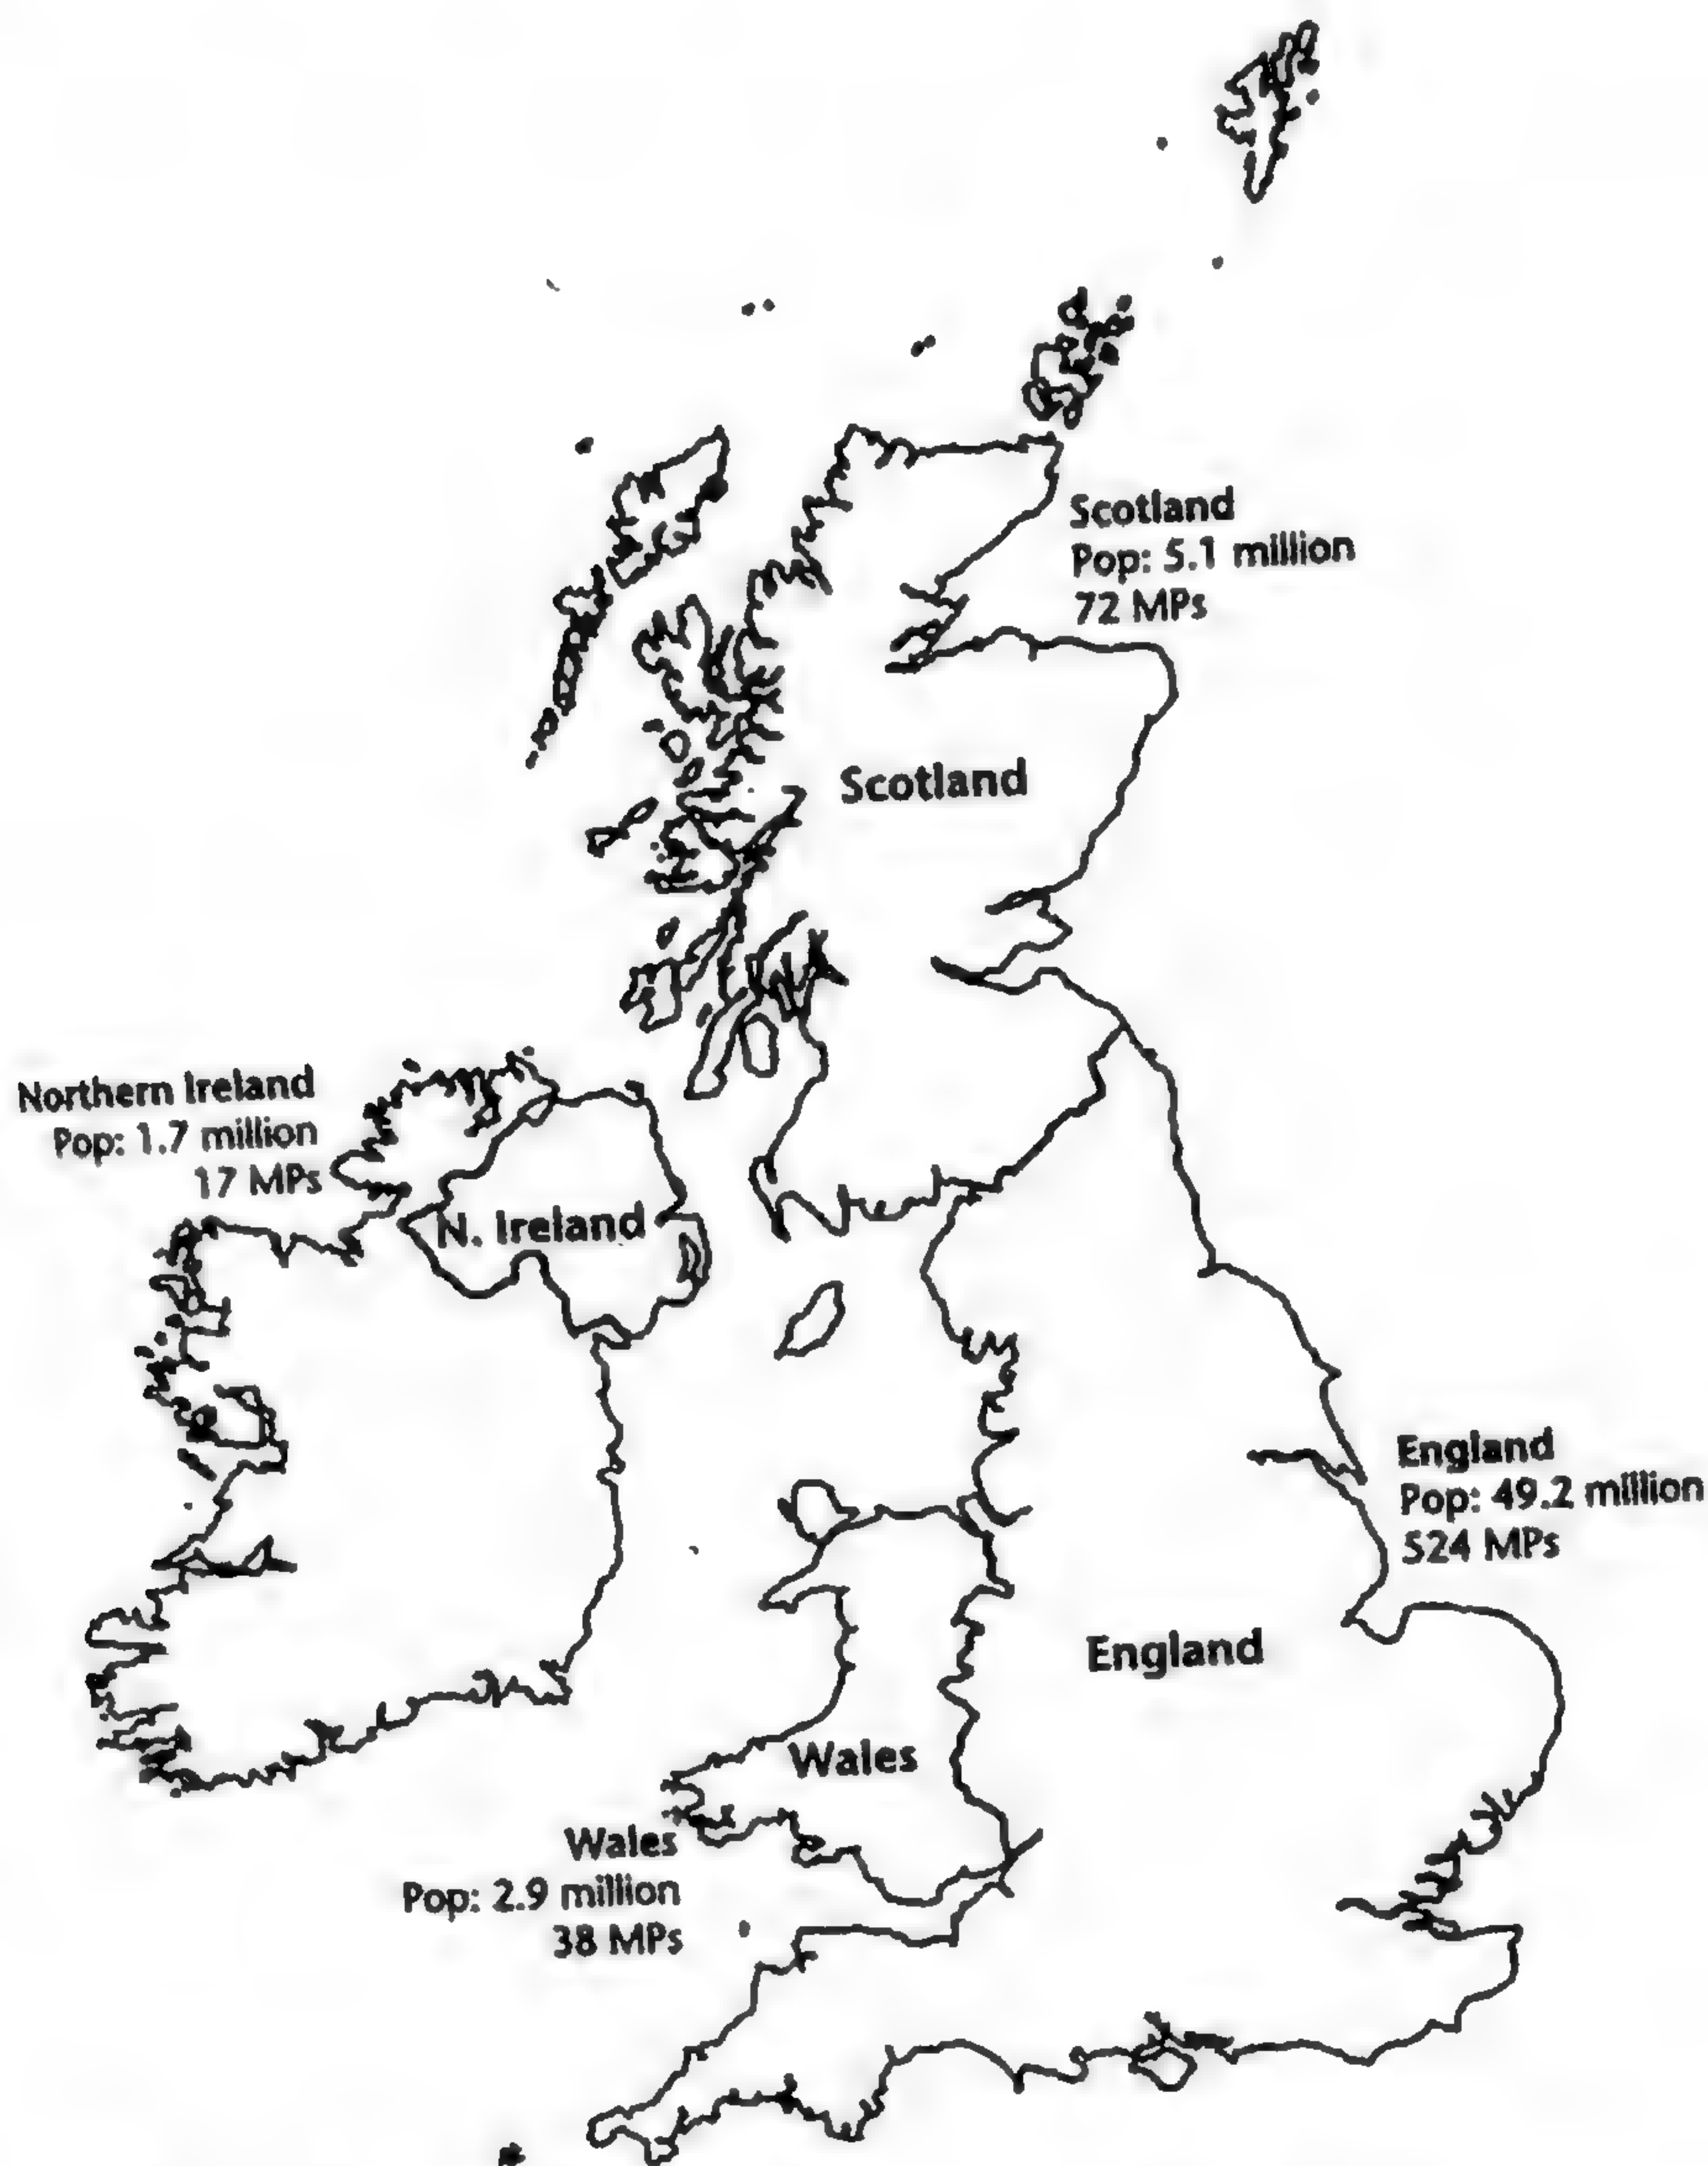 Scotland
Pop: 5.1 million
72 MPs
Scotland
Northern Ireland
Pop: 1.7 million
17 MPs
N. Ireland
England
Pop: 49.2 million
524 MPs
England
Wales
Wales
Pop: 2.9 million
38 MPs